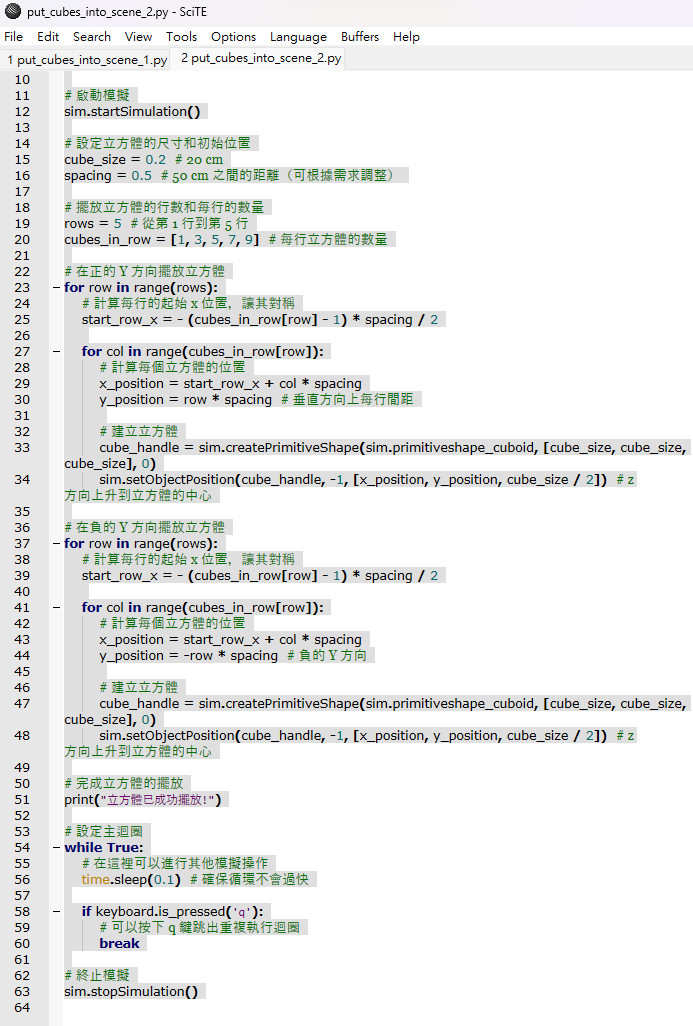 put_cubes_into_scene_2.py - SciTE
File Edit Search View Tools Options Language Buffers Help
1 put_cubes_into_scene_1.py 2 put_cubes_into_scene_2.py
10
11 # 啟動模擬
12 sim.startSimulation()
13
14 # 設定立方體的尺寸和初始位置
15 cube_size = 0.2 # 20 cm
16 spacing = 0.5 # 50 cm 之間的距離（可根據需求調整）
17
18 # 擺放立方體的行數和每行的數量
19 rows = 5 # 從第 1 行到第 5 行
20 cubes_in_row = [1, 3, 5, 7, 9] # 每行立方體的數量
21
22 # 在正的 Y 方向擺放立方體
23 for row in range(rows):
24 # 計算每行的起始 x 位置，讓其對稱
25 start_row_x = - (cubes_in_row[row] - 1) * spacing / 2
26
27 for col in range(cubes_in_row[row]):
28 # 計算每個立方體的位置
29 x_position = start_row_x + col * spacing
30 y_position = row * spacing # 垂直方向上每行間距
31
32 # 建立立方體
33 cube_handle = sim.createPrimitiveShape(sim.primitiveshape_cuboid, [cube_size, cube_size,
cube_size], 0)
34 sim.setObjectPosition(cube_handle, -1, [x_position, y_position, cube_size / 2]) # z
方向上升到立方體的中心
35
36 # 在負的 Y 方向擺放立方體
37 for row in range(rows):
38 # 計算每行的起始 x 位置，讓其對稱
39 start_row_x = - (cubes_in_row[row] - 1) * spacing / 2
40
41 for col in range(cubes_in_row[row]):
42 # 計算每個立方體的位置
43 x_position = start_row_x + col * spacing
44 y_position = -row * spacing # 負的 Y 方向
45
46 # 建立立方體
47 cube_handle = sim.createPrimitiveShape(sim.primitiveshape_cuboid, [cube_size, cube_size,
cube_size], 0)
48 sim.setObjectPosition(cube_handle, -1, [x_position, y_position, cube_size / 2]) # z
方向上升到立方體的中心
49
50 # 完成立方體的擺放
51 print("立方體已成功擺放!")
52
53 # 設定主迴圈
54 while True:
55 # 在這裡可以進行其他模擬操作
56 time.sleep(0.1) # 確保循環不會過快
57
58 if keyboard.is_pressed('q'):
59 # 可以按下 q 鍵跳出重複執行迴圈
60 break
61
62 # 終止模擬
63 sim.stopSimulation()
64